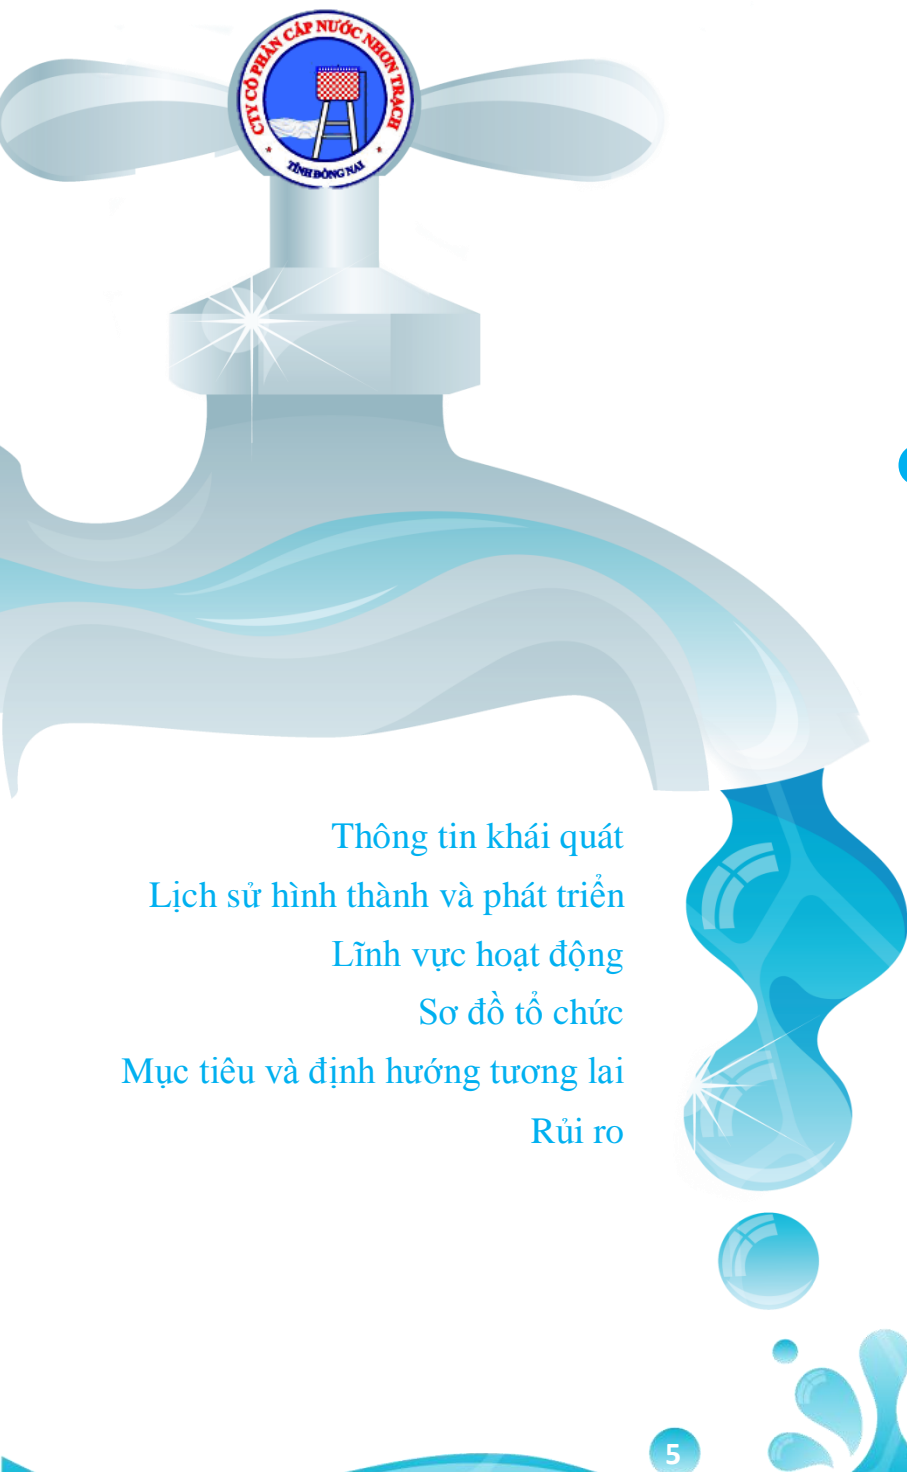 CTY CỔ PHẦN CẤP NƯỚC NHƠN TRẠCH
TỈNH ĐỒNG NAI
Thông tin khái quát
Lịch sử hình thành và phát triển
Lĩnh vực hoạt động
Sơ đồ tổ chức
Mục tiêu và định hướng tương lai
Rủi ro
5